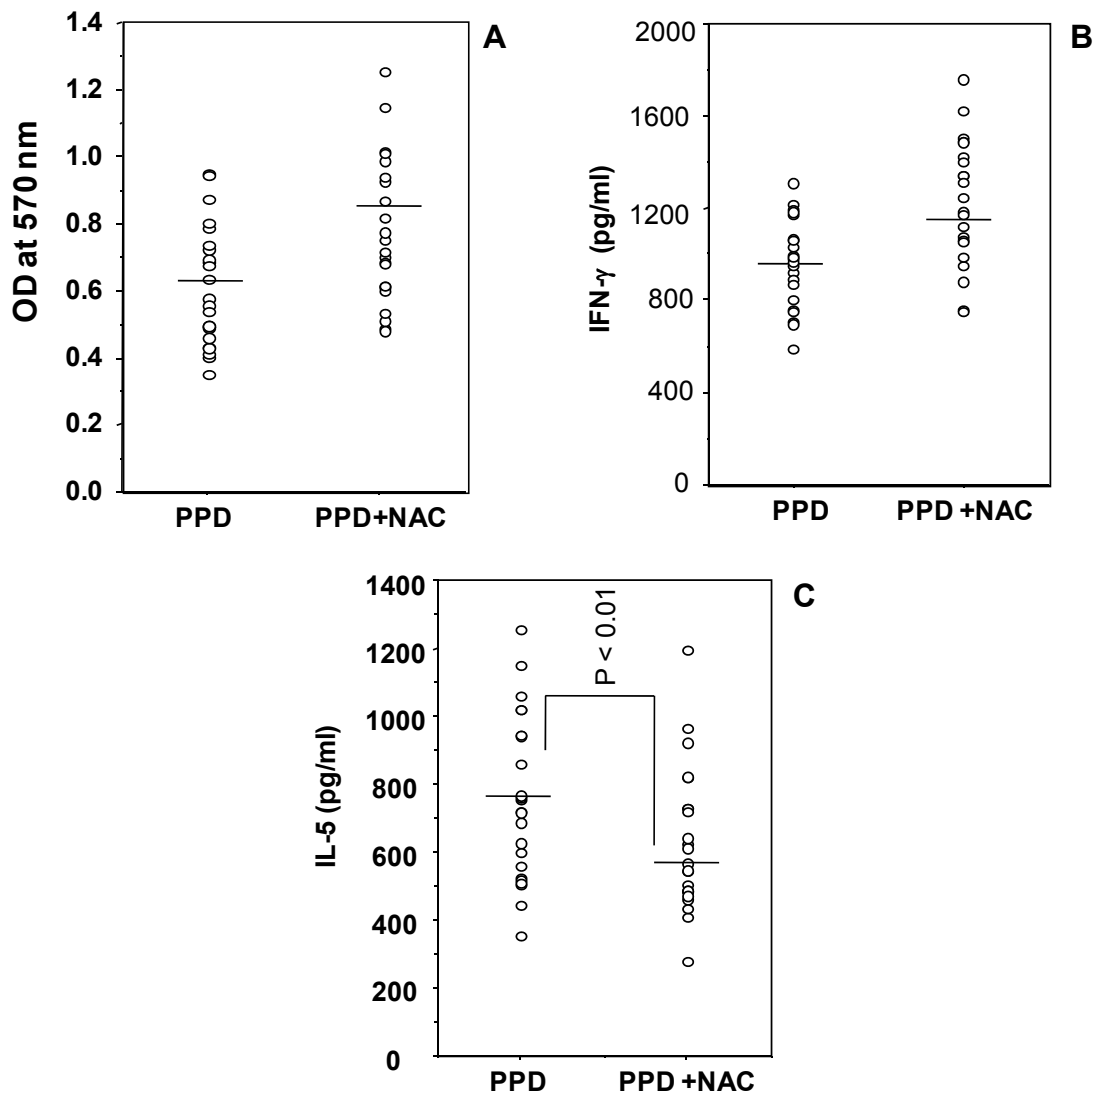 A
OD at 570 nm
1.4
1.2
1.0
0.8
0.6
0.4
0.2
0.0
PPD
PPD+NAC
B
IFN-γ (pg/ml)
2000
1600
1200
800
400
0
PPD
PPD +NAC
C
IL-5 (pg/ml)
1400
1200
1000
800
600
400
200
0
P < 0.01
PPD
PPD +NAC